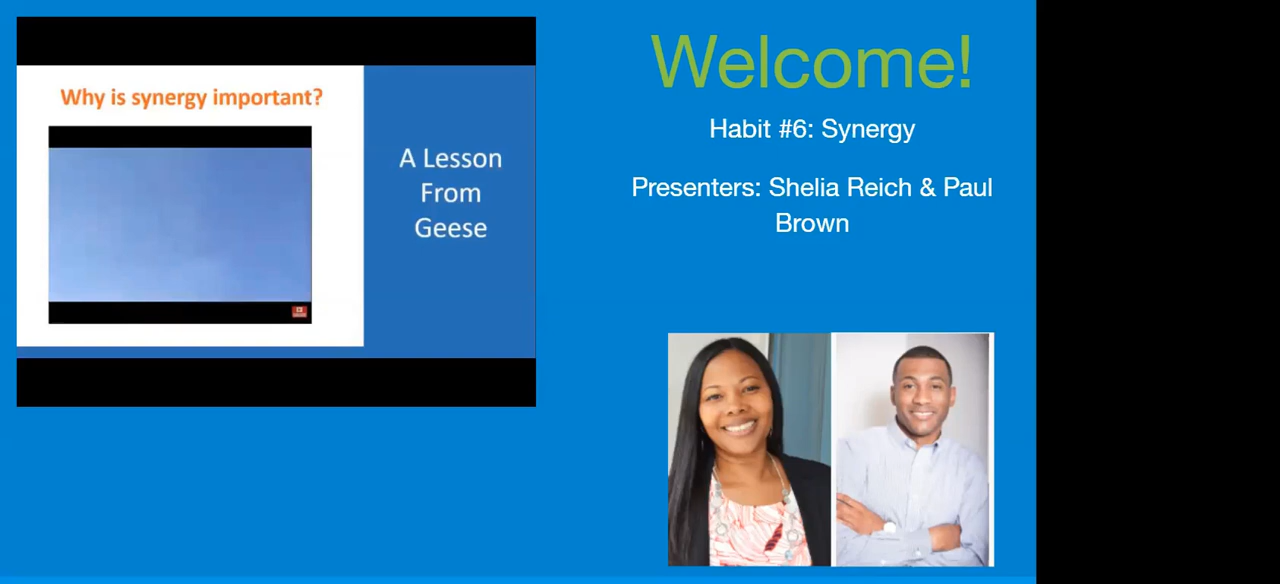 Why is synergy important?
A Lesson
From
Geese
Welcome!
Habit #6: Synergy
Presenters: Shelia Reich & Paul
Brown